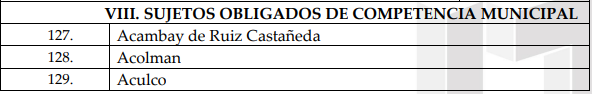 VIII. SUJETOS OBLIGADOS DE COMPETENCIA MUNICIPAL
127. Acambay de Ruiz Castañeda
128. Acolman
129. Aculco